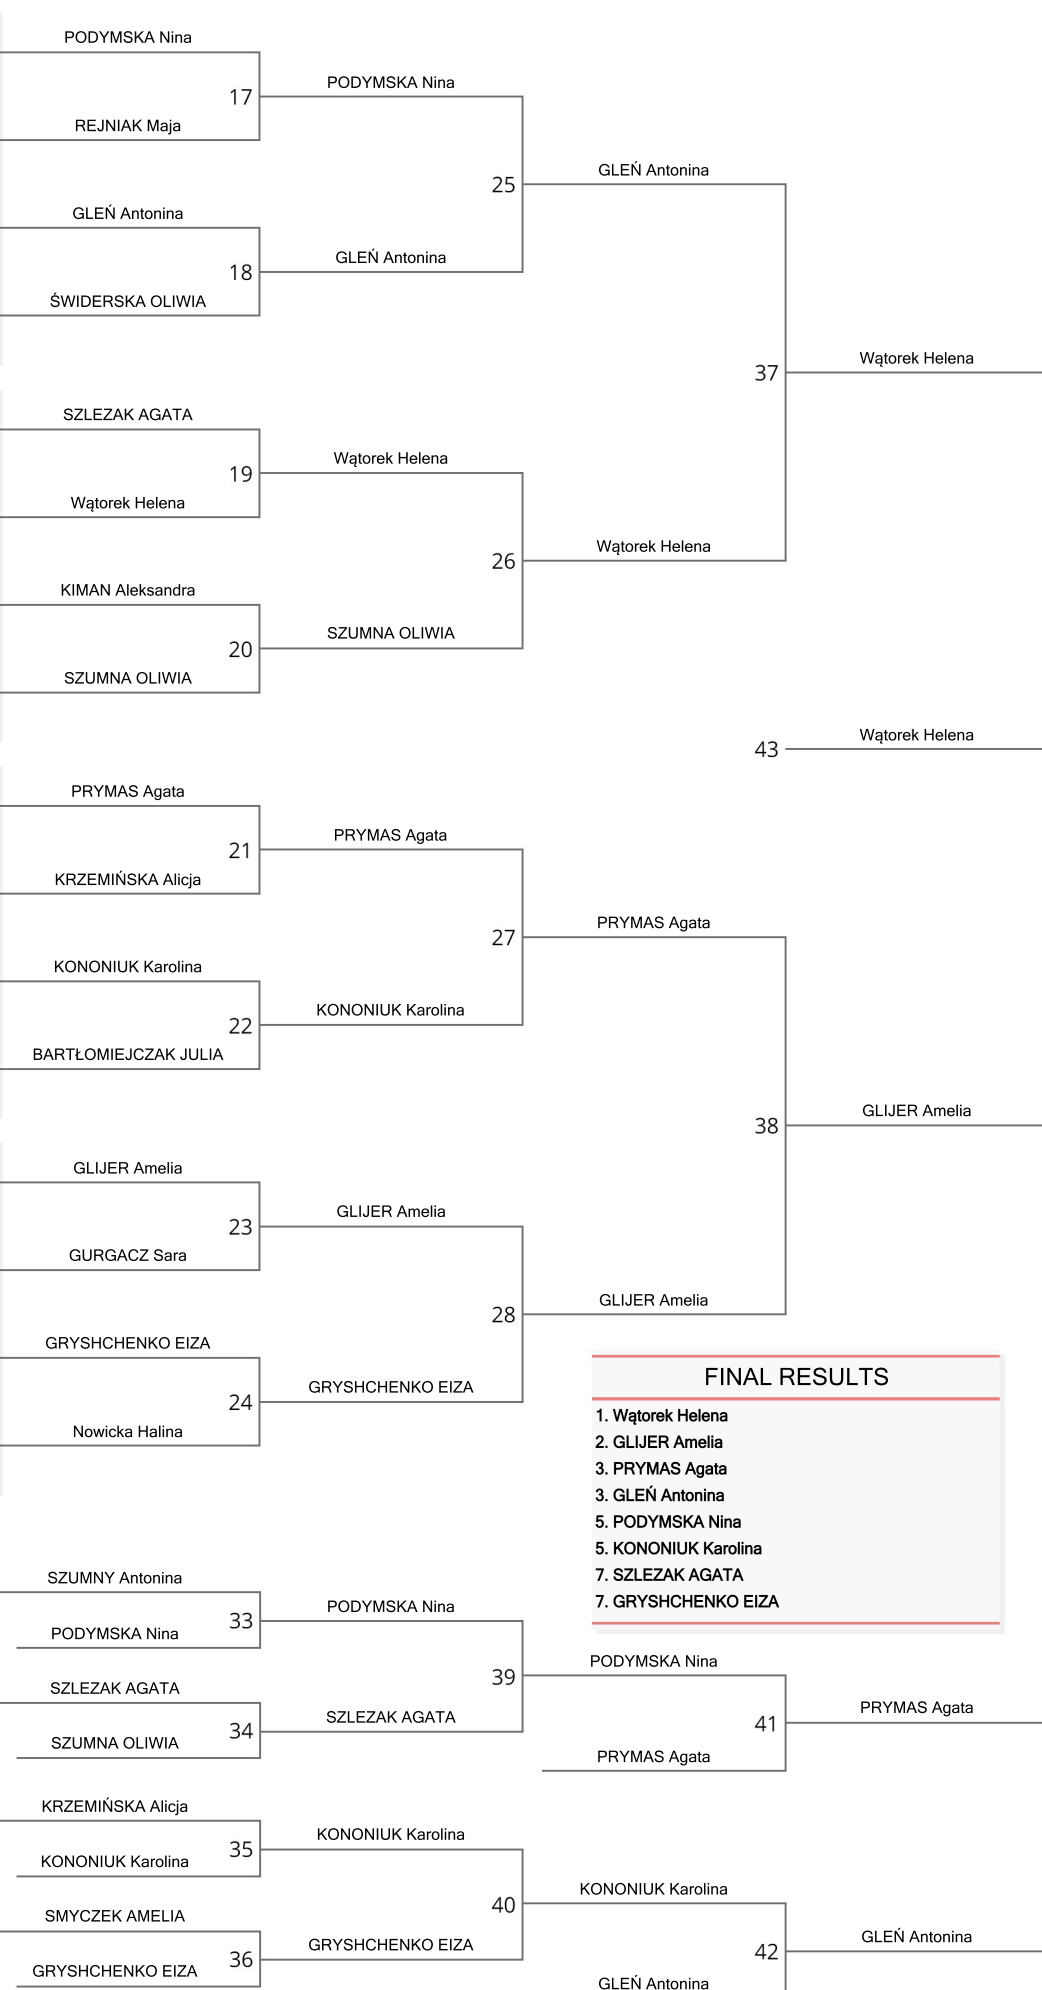 PODYMSKA Nina
PODYMSKA Nina
17
REJNIAK Maja
GLEŃ Antonina
25
GLEŃ Antonina
GLEŃ Antonina
18
ŚWIDERSKA OLIWIA
Wątorek Helena
37
SZLEZAK AGATA
Wątorek Helena
19
Wątorek Helena
Wątorek Helena
26
KIMAN Aleksandra
SZUMNA OLIWIA
20
SZUMNA OLIWIA
Wątorek Helena
43
PRYMAS Agata
PRYMAS Agata
21
KRZEMIŃSKA Alicja
PRYMAS Agata
27
KONONIUK Karolina
KONONIUK Karolina
22
BARTŁOMIEJCZAK JULIA
GLIJER Amelia
38
GLIJER Amelia
GLIJER Amelia
23
GURGACZ Sara
GLIJER Amelia
28
GRYSHCHENKO EIZA
GRYSHCHENKO EIZA
24
Nowicka Halina
FINAL RESULTS
1. Wątorek Helena
2. GLIJER Amelia
3. PRYMAS Agata
3. GLEŃ Antonina
5. PODYMSKA Nina
5. KONONIUK Karolina
7. SZLEZAK AGATA
7. GRYSHCHENKO EIZA
SZUMNY Antonina
PODYMSKA Nina
33
PODYMSKA Nina
PODYMSKA Nina
39
SZLEZAK AGATA
SZLEZAK AGATA
34
SZUMNA OLIWIA
PRYMAS Agata
41
PRYMAS Agata
KRZEMIŃSKA Alicja
KONONIUK Karolina
35
KONONIUK Karolina
KONONIUK Karolina
40
SMYCZEK AMELIA
GRYSHCHENKO EIZA
36
GRYSHCHENKO EIZA
GLEŃ Antonina
42
GLEŃ Antonina